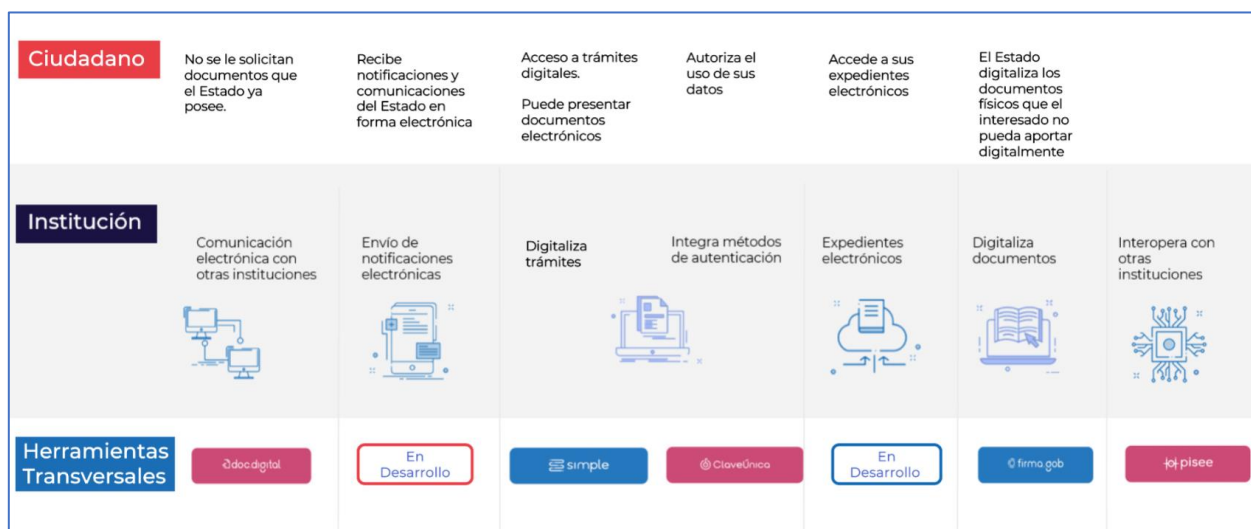 Ciudadano
No se le solicitan
documentos que
el Estado ya
posee.
Recibe
notificaciones y
comunicaciones
del Estado en
forma electrónica
Acceso a trámites
digitales.
Puede presentar
documentos
electrónicos
Autoriza el
uso de sus
datos
Accede a sus
expedientes
electrónicos
El Estado
digitaliza los
documentos
físicos que el
interesado no
pueda aportar
digitalmente
Institución
Comunicación
electrónica con
otras instituciones
Envío de
notificaciones
electrónicas
Digitaliza
trámites
Integra métodos
de autenticación
Expedientes
electrónicos
Digitaliza
documentos
Interopera con
otras
instituciones
Herramientas
Transversales
doc.digital
En
Desarrollo
simple
ClaveÚnica
En
Desarrollo
firma.gob
pisee